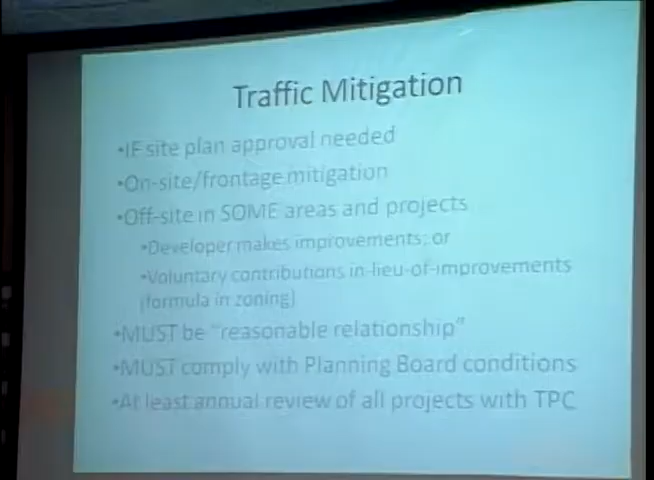 Traffic Mitigation
•IF site plan approval needed
•On-site/frontage mitigation
•Off-site in SOME areas and projects
•Developer makes improvements; or
•Voluntary contributions in-lieu-of-improvements
(formula in zoning)
•MUST be "reasonable relationship"
•MUST comply with Planning Board conditions
•At least annual review of all projects with TPC